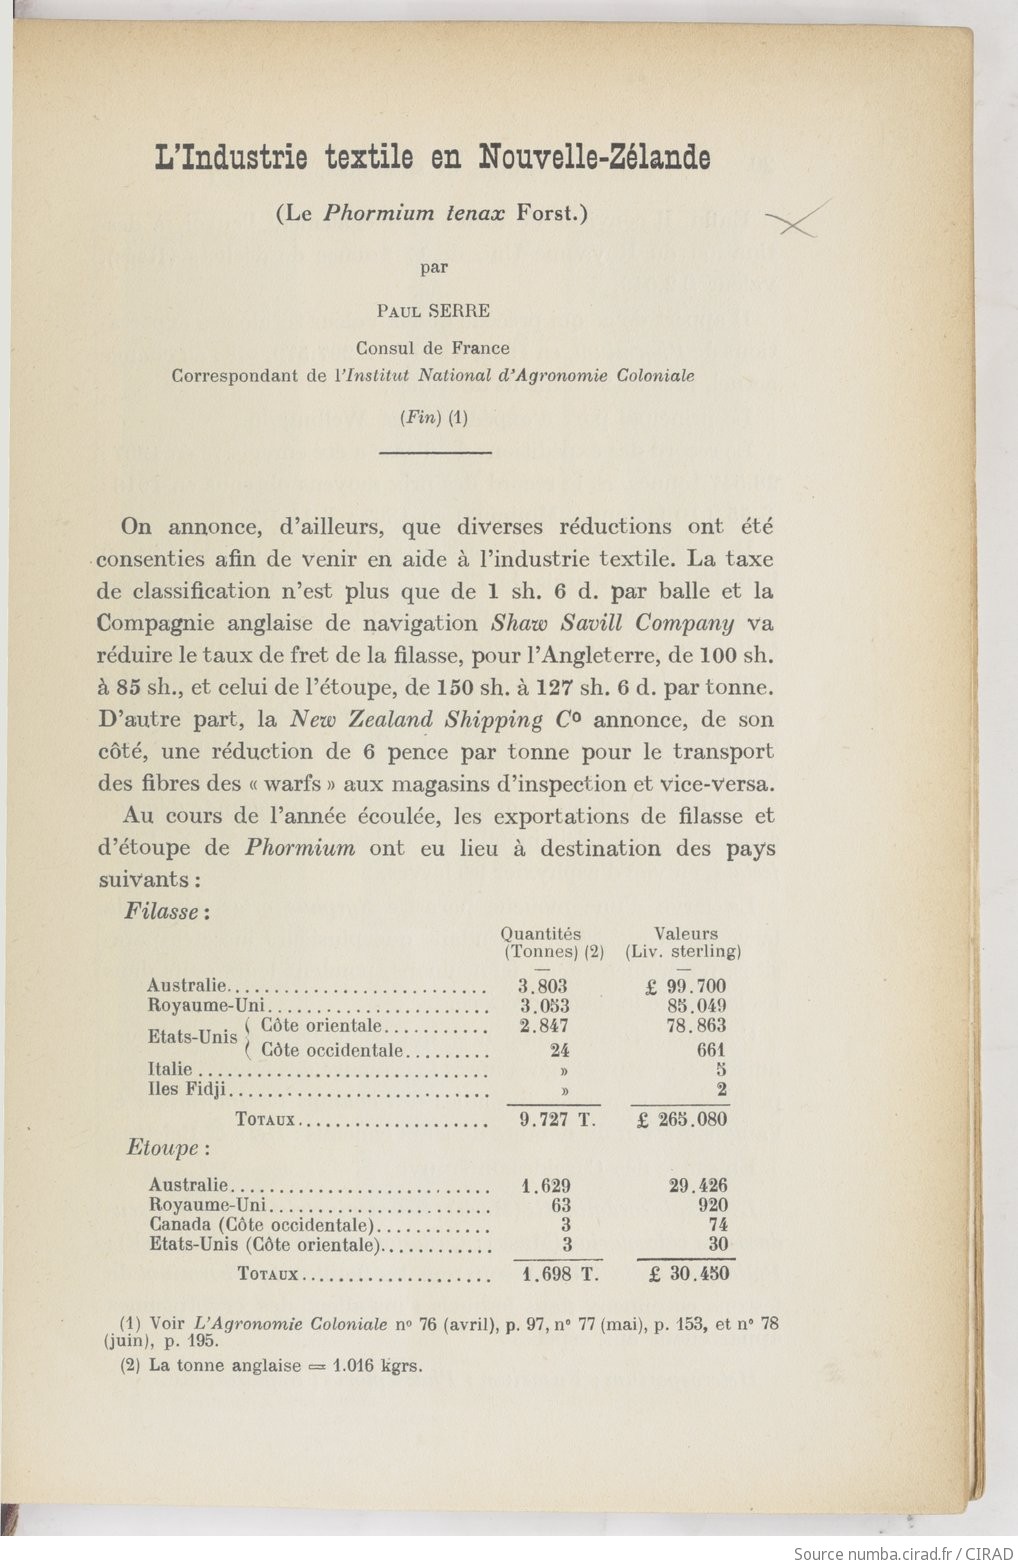 L'Industrie textile en Nouvelle-Zélande
(Le Phormium tenax Forst.)
par
PAUL SERRE
Consul de France
Correspondant de l'Institut National d'Agronomie Coloniale
(Fin) (1)
On annonce, d'ailleurs, que diverses réductions ont été
consenties afin de venir en aide à l'industrie textile. La taxe
de classification n'est plus que de 1 sh. 6 d. par balle et la
Compagnie anglaise de navigation Shaw Savill Company va
réduire le taux de fret de la filasse, pour l'Angleterre, de 100 sh.
à 85 sh., et celui de l'étoupe, de 150 sh. à 127 sh. 6 d. par tonne.
D'autre part, la New Zealand Shipping Cº annonce, de son
côté, une réduction de 6 pence par tonne pour le transport
des fibres des « warfs » aux magasins d'inspection et vice-versa.
Au cours de l'année écoulée, les exportations de filasse et
d'étoupe de Phormium ont eu lieu à destination des pays
suivants :
Filasse :
Quantités Valeurs
(Tonnes) (2) (Liv. sterling)
Australie........................... 3.803 £ 99.700
Royaume-Uni....................... 3.053 85.049
Etats-Unis { Côte orientale........... 2.847 78.863
Côte occidentale......... 24 661
Italie .............................. » 5
Iles Fidji........................... » 2
TOTAUX.................... 9.727 T. £ 265.080
Etoupe :
Australie........................... 1.629 29.426
Royaume-Uni....................... 63 920
Canada (Côte occidentale)............ 3 74
Etats-Unis (Côte orientale)............ 3 30
TOTAUX.................... 1.698 T. £ 30.450
(1) Voir L'Agronomie Coloniale nº 76 (avril), p. 97, nº 77 (mai), p. 153, et nº 78
(juin), p. 195.
(2) La tonne anglaise = 1.016 kgrs.
Source numba.cirad.fr / CIRAD